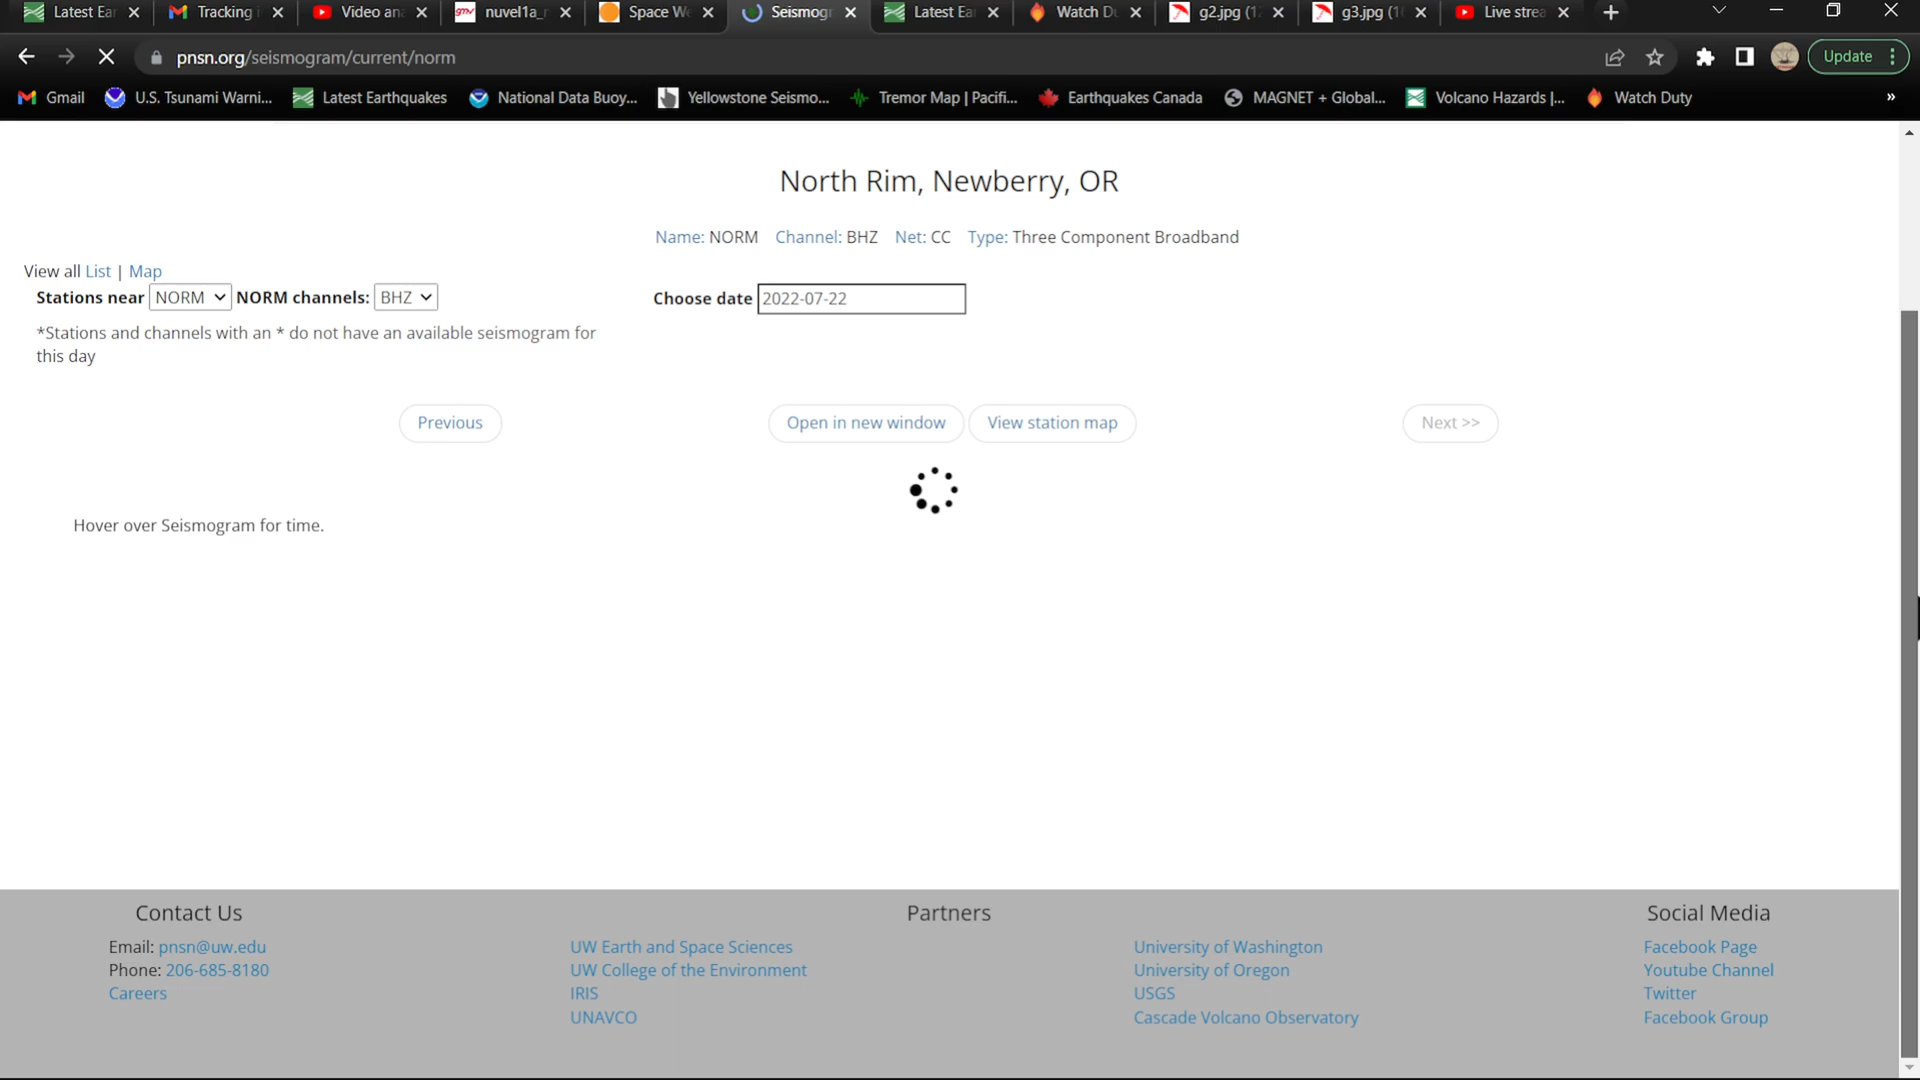 Latest Ear
Tracking i
Video ana
nuvel1a_r
Space We
Seismogr
Latest Ear
Watch Du
g2.jpg (12
g3.jpg (16
Live strea
pnsn.org/seismogram/current/norm
Update
Gmail
U.S. Tsunami Warni...
Latest Earthquakes
National Data Buoy...
Yellowstone Seismo...
Tremor Map | Pacifi...
Earthquakes Canada
MAGNET + Global...
Volcano Hazards |...
Watch Duty
»
North Rim, Newberry, OR
Name: NORM Channel: BHZ Net: CC Type: Three Component Broadband
View all List | Map
Stations near NORM NORM channels: BHZ
Choose date 2022-07-22
*Stations and channels with an * do not have an available seismogram for
this day
Previous
Open in new window
View station map
Next >>
Hover over Seismogram for time.
Contact Us
Email: pnsn@uw.edu
Phone: 206-685-8180
Careers
Partners
UW Earth and Space Sciences
UW College of the Environment
IRIS
UNAVCO
University of Washington
University of Oregon
USGS
Cascade Volcano Observatory
Social Media
Facebook Page
Youtube Channel
Twitter
Facebook Group